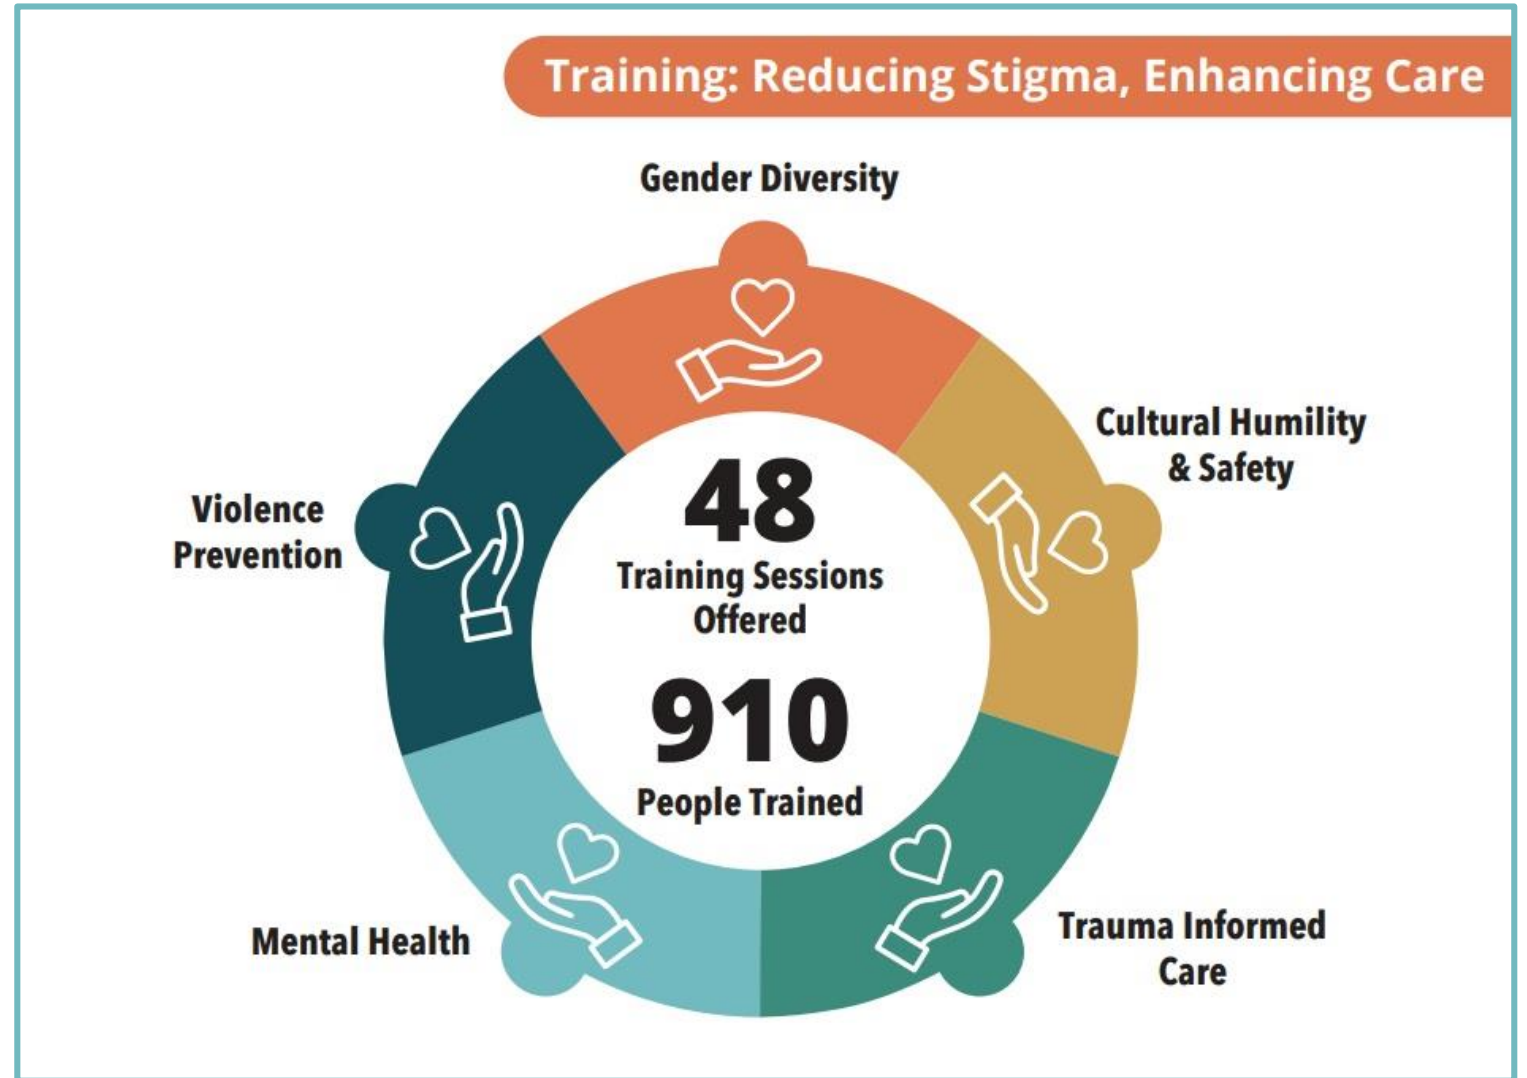 Training: Reducing Stigma, Enhancing Care
Gender Diversity
Cultural Humility
& Safety
Violence
Prevention
48
Training Sessions
Offered
910
People Trained
Mental Health
Trauma Informed
Care